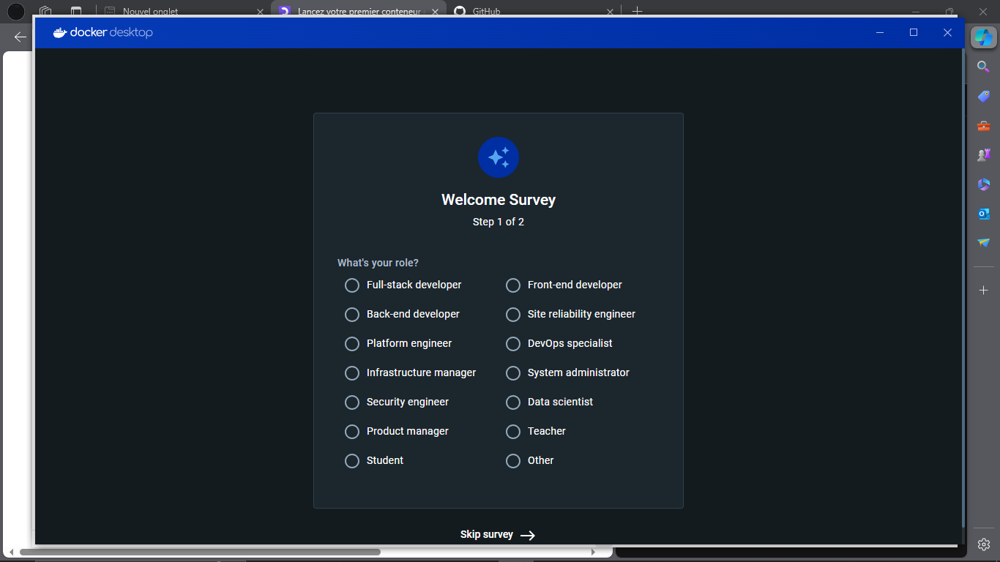 Nouvel onglet
Lancez votre premier conteneur
GitHub
docker desktop
Welcome Survey
Step 1 of 2
What's your role?
Full-stack developer
Front-end developer
Back-end developer
Site reliability engineer
Platform engineer
DevOps specialist
Infrastructure manager
System administrator
Security engineer
Data scientist
Product manager
Teacher
Student
Other
Skip survey